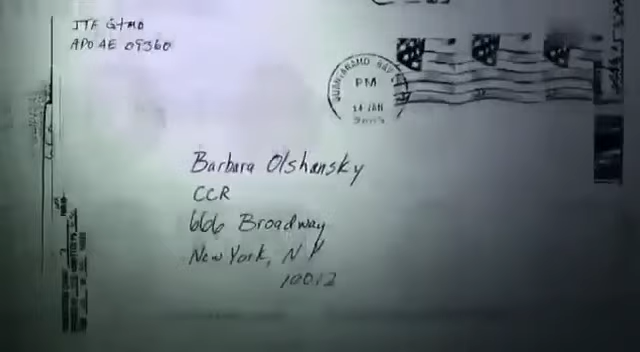 JTF GTMO
APO AE 09360
GUANTANAMO BAY
PM
14 JAN
Barbara Olshansky
CCR
666 Broadway
New York, NY
10012